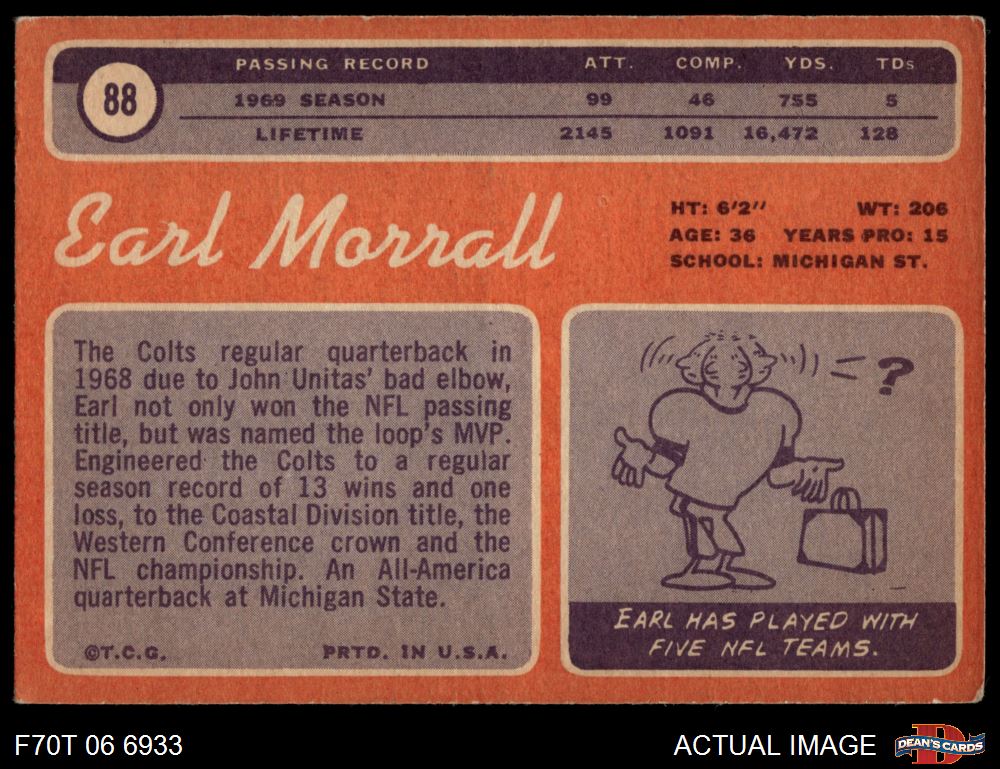 88
PASSING RECORD ATT. COMP. YDS. TDs
1969 SEASON 99 46 755 5
LIFETIME 2145 1091 16,472 128
Earl Morrall
HT: 6'2" WT: 206
AGE: 36 YEARS PRO: 15
SCHOOL: MICHIGAN ST.
The Colts regular quarterback in
1968 due to John Unitas' bad elbow,
Earl not only won the NFL passing
title, but was named the loop's MVP.
Engineered the Colts to a regular
season record of 13 wins and one
loss, to the Coastal Division title, the
Western Conference crown and the
NFL championship. An All-America
quarterback at Michigan State.
©T.C.G. PRTD. IN U.S.A.
?
EARL HAS PLAYED WITH
FIVE NFL TEAMS.
F70T 06 6933
ACTUAL IMAGE
D
DEAN'S CARDS